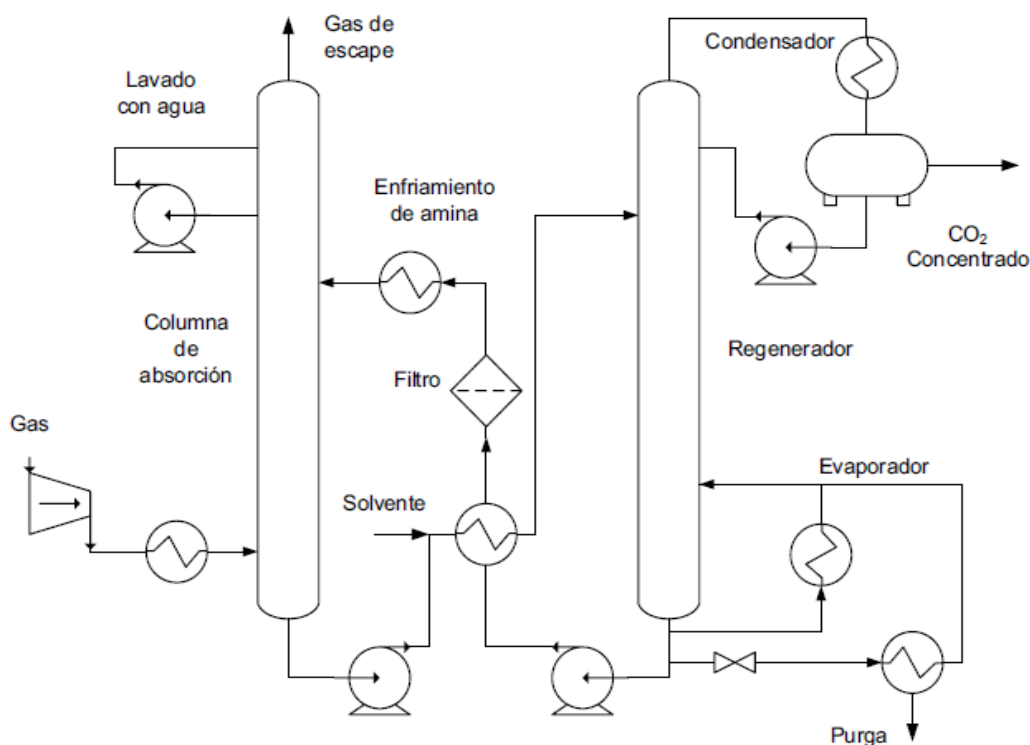 Gas de
escape
Condensador
Lavado
con agua
Enfriamiento
de amina
CO₂
Concentrado
Columna
de
absorción
Regenerador
Filtro
Gas
Evaporador
Solvente
Purga